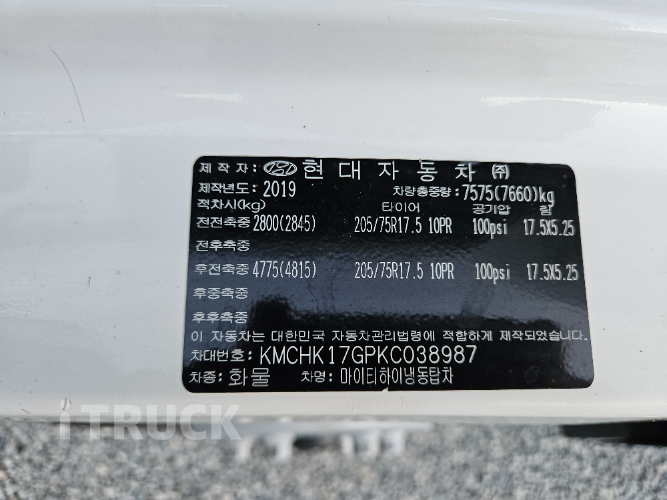 제 작 자 : 현 대 자 동 차 ㈜
제작년도: 2019 차량총중량: 7575(7660)kg
적차시(kg) 타이어 공기압 림
전전축중 2800(2845) 205/75R17.5 10PR 100psi 17.5X5.25
전후축중
후전축중 4775(4815) 205/75R17.5 10PR 100psi 17.5X5.25
후중축중
후후축중
이 자동차는 대한민국 자동차관리법령에 적합하게 제작되었습니다.
차대번호: KMCHK17GPKC038987
차종: 화물 차명: 마이티하이냉동탑차
iTRUCK